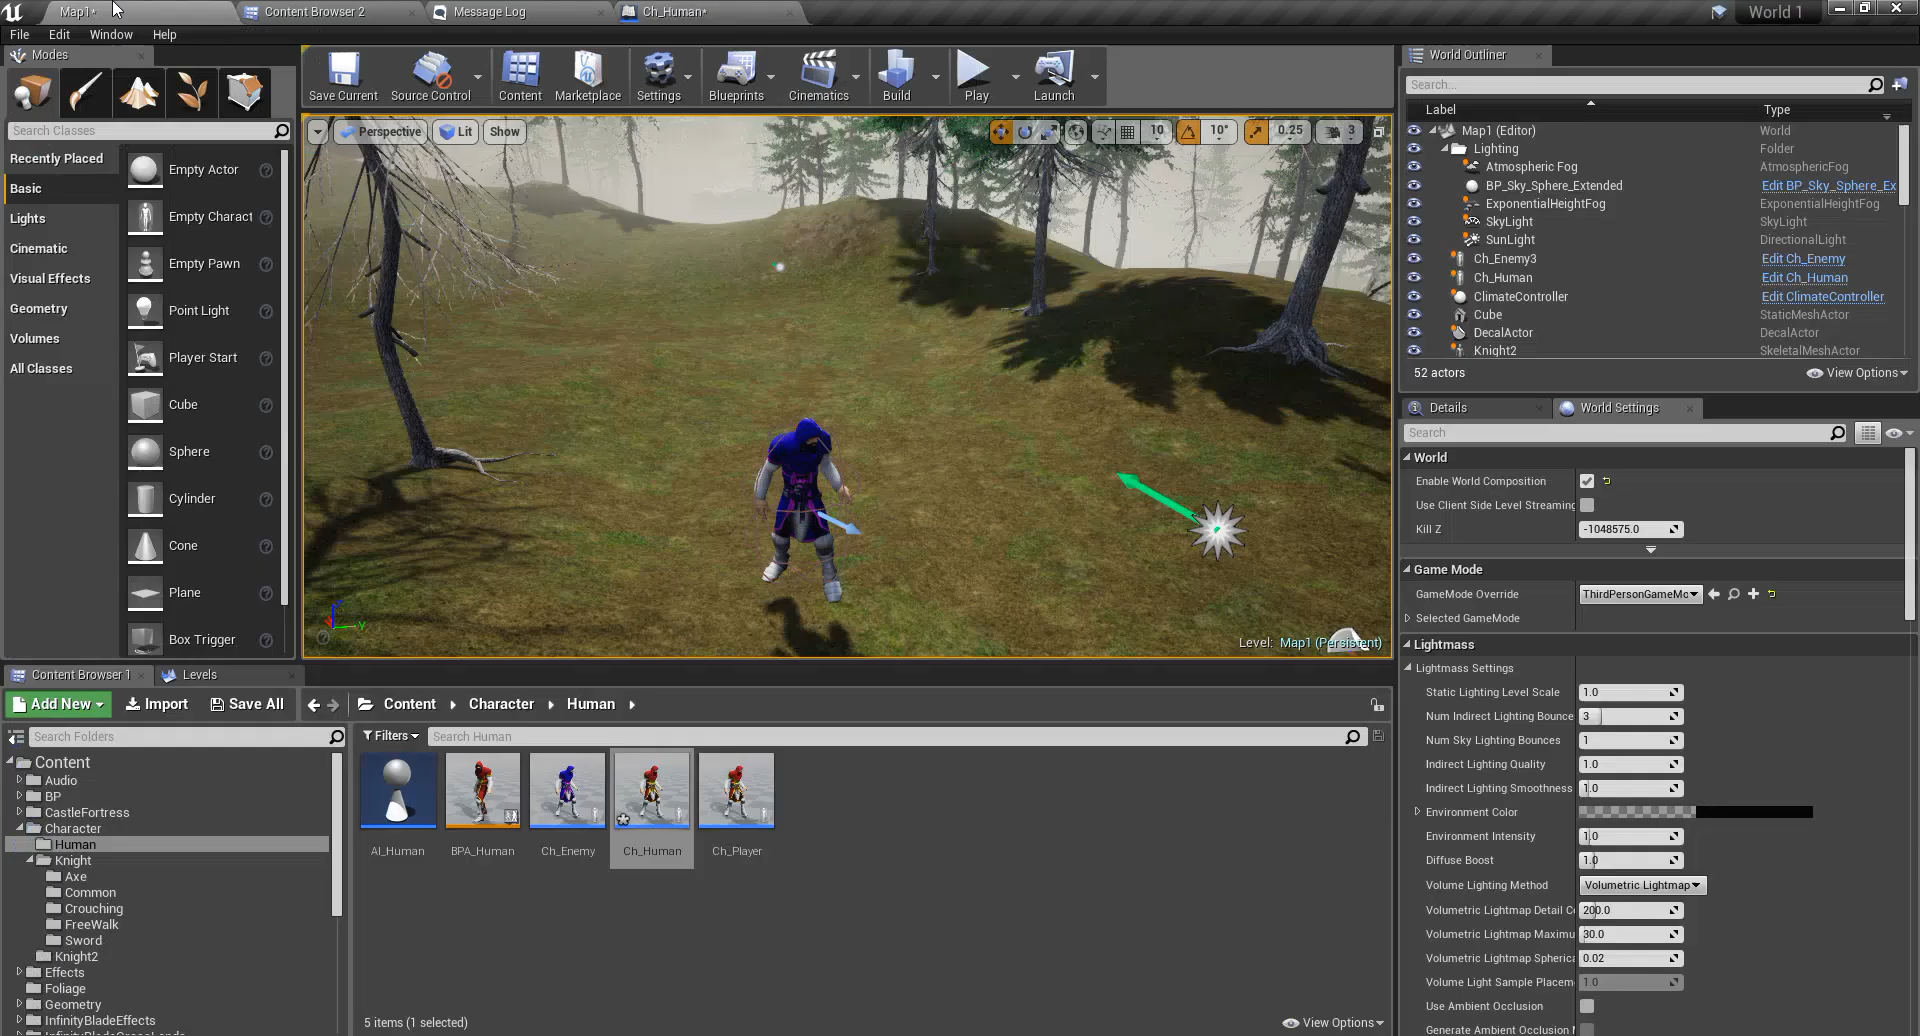 Map1*
Content Browser 2
Message Log
Ch_Human*
World 1
File
Edit
Window
Help
Modes
Search Classes
Recently Placed
Basic
Lights
Cinematic
Visual Effects
Geometry
Volumes
All Classes
Empty Actor
Empty Charact
Empty Pawn
Point Light
Player Start
Cube
Sphere
Cylinder
Cone
Plane
Box Trigger
Save Current
Source Control
Content
Marketplace
Settings
Blueprints
Cinematics
Build
Play
Launch
Perspective
Lit
Show
10
10°
0.25
3
Y
Level: Map1 (Persistent)
World Outliner
Search...
Label
Type
Map1 (Editor)
World
Lighting
Folder
Atmospheric Fog
AtmosphericFog
BP_Sky_Sphere_Extended
Edit BP_Sky_Sphere_Ex
ExponentialHeightFog
ExponentialHeightFog
SkyLight
SkyLight
SunLight
DirectionalLight
Ch_Enemy3
Edit Ch_Enemy
Ch_Human
Edit Ch_Human
ClimateController
Edit ClimateController
Cube
StaticMeshActor
DecalActor
DecalActor
Knight2
SkeletalMeshActor
52 actors
View Options
Details
World Settings
Search
World
Enable World Composition
Use Client Side Level Streaming
Kill Z
-1048575.0
Game Mode
GameMode Override
ThirdPersonGameMo
Selected GameMode
Lightmass
Lightmass Settings
Static Lighting Level Scale
1.0
Num Indirect Lighting Bounce
3
Num Sky Lighting Bounces
1
Indirect Lighting Quality
1.0
Indirect Lighting Smoothness
1.0
Environment Color
Environment Intensity
1.0
Diffuse Boost
1.0
Volume Lighting Method
Volumetric Lightmap
Volumetric Lightmap Detail C
200.0
Volumetric Lightmap Maximu
30.0
Volumetric Lightmap Spherica
0.02
Volume Light Sample Placem
1.0
Use Ambient Occlusion
Generate Ambient Occlusion M
Content Browser 1
Levels
Add New
Import
Save All
Content
Character
Human
Search Folders
Filters
Search Human
Content
Audio
BP
CastleFortress
Character
Human
Knight
Axe
Common
Crouching
FreeWalk
Sword
Knight2
Effects
Foliage
Geometry
InfinityBladeEffects
AI_Human
BPA_Human
Ch_Enemy
Ch_Human
Ch_Player
5 items (1 selected)
View Options